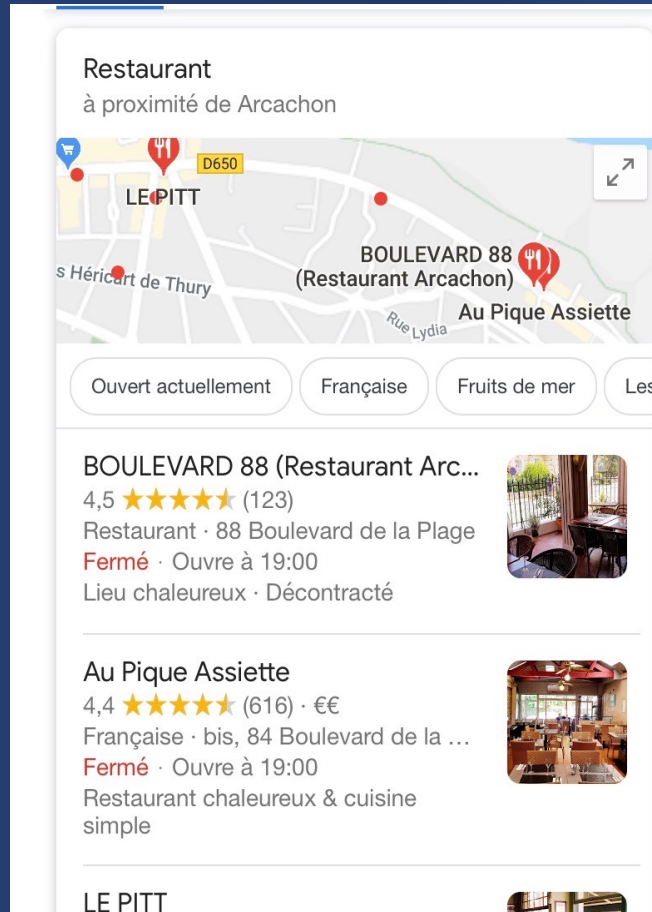 Restaurant
à proximité de Arcachon
D650
LE PITT
BOULEVARD 88
(Restaurant Arcachon)
s Héricart de Thury
Au Pique Assiette
Rue Lydia
Ouvert actuellement
Française
Fruits de mer
Les
BOULEVARD 88 (Restaurant Arc...
4,5 (123)
Restaurant · 88 Boulevard de la Plage
Fermé · Ouvre à 19:00
Lieu chaleureux · Décontracté
Au Pique Assiette
4,4 (616) · €€
Française · bis, 84 Boulevard de la ...
Fermé · Ouvre à 19:00
Restaurant chaleureux & cuisine
simple
LE PITT